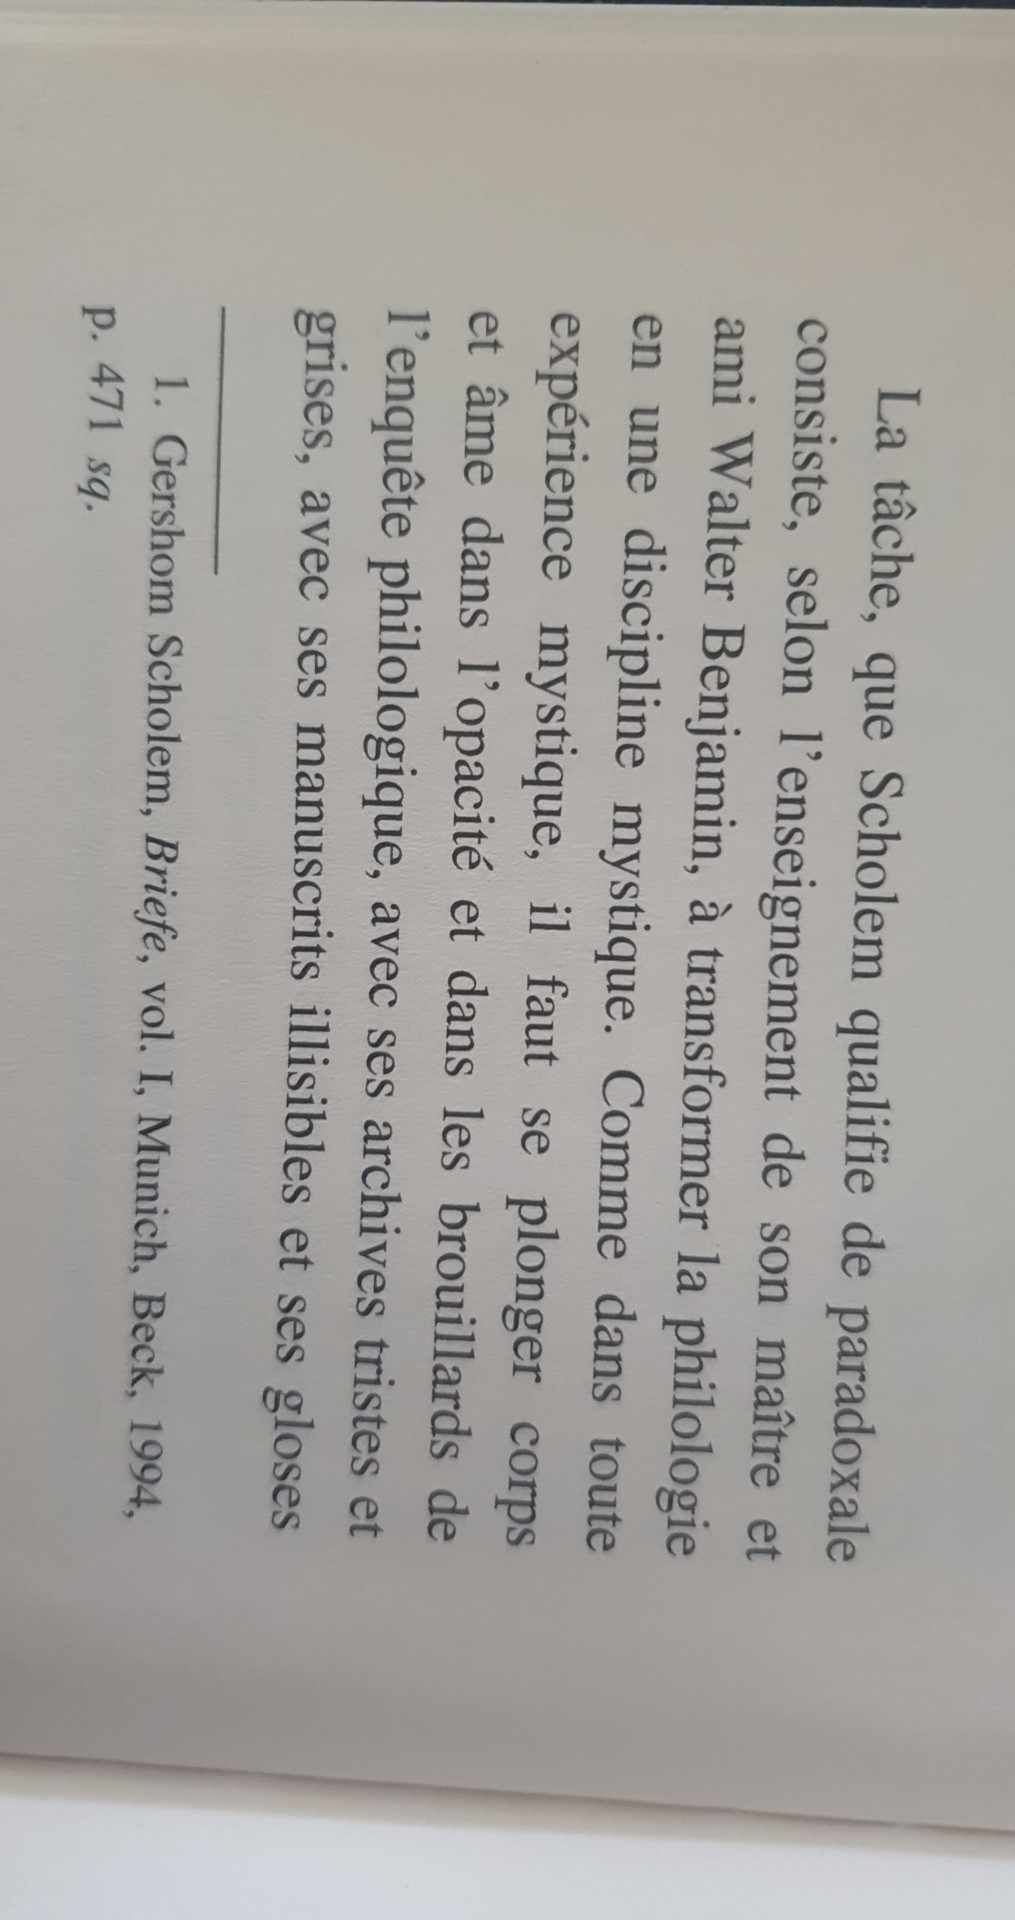 La tâche, que Scholem qualifie de paradoxale
consiste, selon l'enseignement de son maître et
ami Walter Benjamin, à transformer la philologie
en une discipline mystique. Comme dans toute
expérience mystique, il faut se plonger corps
et âme dans l'opacité et dans les brouillards de
l'enquête philologique, avec ses archives tristes et
grises, avec ses manuscrits illisibles et ses gloses
1. Gershom Scholem, Briefe, vol. I, Munich, Beck, 1994,
p. 471 sq.